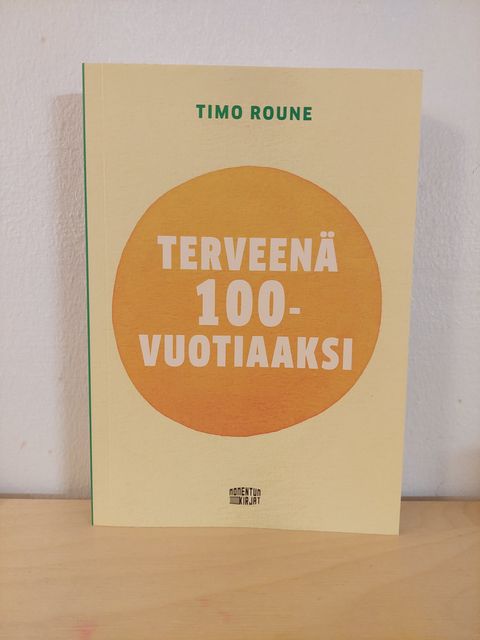 TIMO ROUNE
TERVEENÄ
100-
VUOTIAAKSI
MOMENTUM
KIRJAT